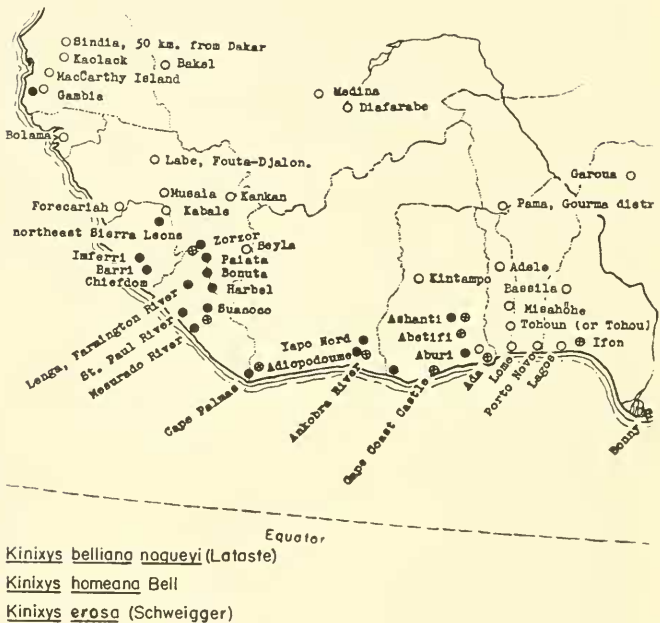 Sindia, 50 km. from Dakar
Kaolack
Bakel
MacCarthy Island
Gambia
Medina
Diafarabe
Bolama
Labe, Fouta-Djalon.
Garoua
Musaia
Kankan
Forecariah
Kabale
Pama, Gourma distr
northeast Sierra Leone
Zorzor
Beyla
Imferri
Paiata
Adele
Barri
Bonuta
Kintampo
Bassila
Chiefdom
Harbel
Misahöhe
Suanoco
Ashanti
Lenga, Farmington River
Abetifi
Tohoun (or Tohou)
St. Paul River
Yapo Nord
Aburi
Ifon
Mesurado River
Adiopodoume
Cape Palmas
Ankobra River
Cape Coast Castle
Ada
Lome
Porto Novo
Lagos
Bonny
Equator
Kinixys belliana nogueyi (Lataste)
Kinixys homeana Bell
Kinixys erosa (Schweigger)